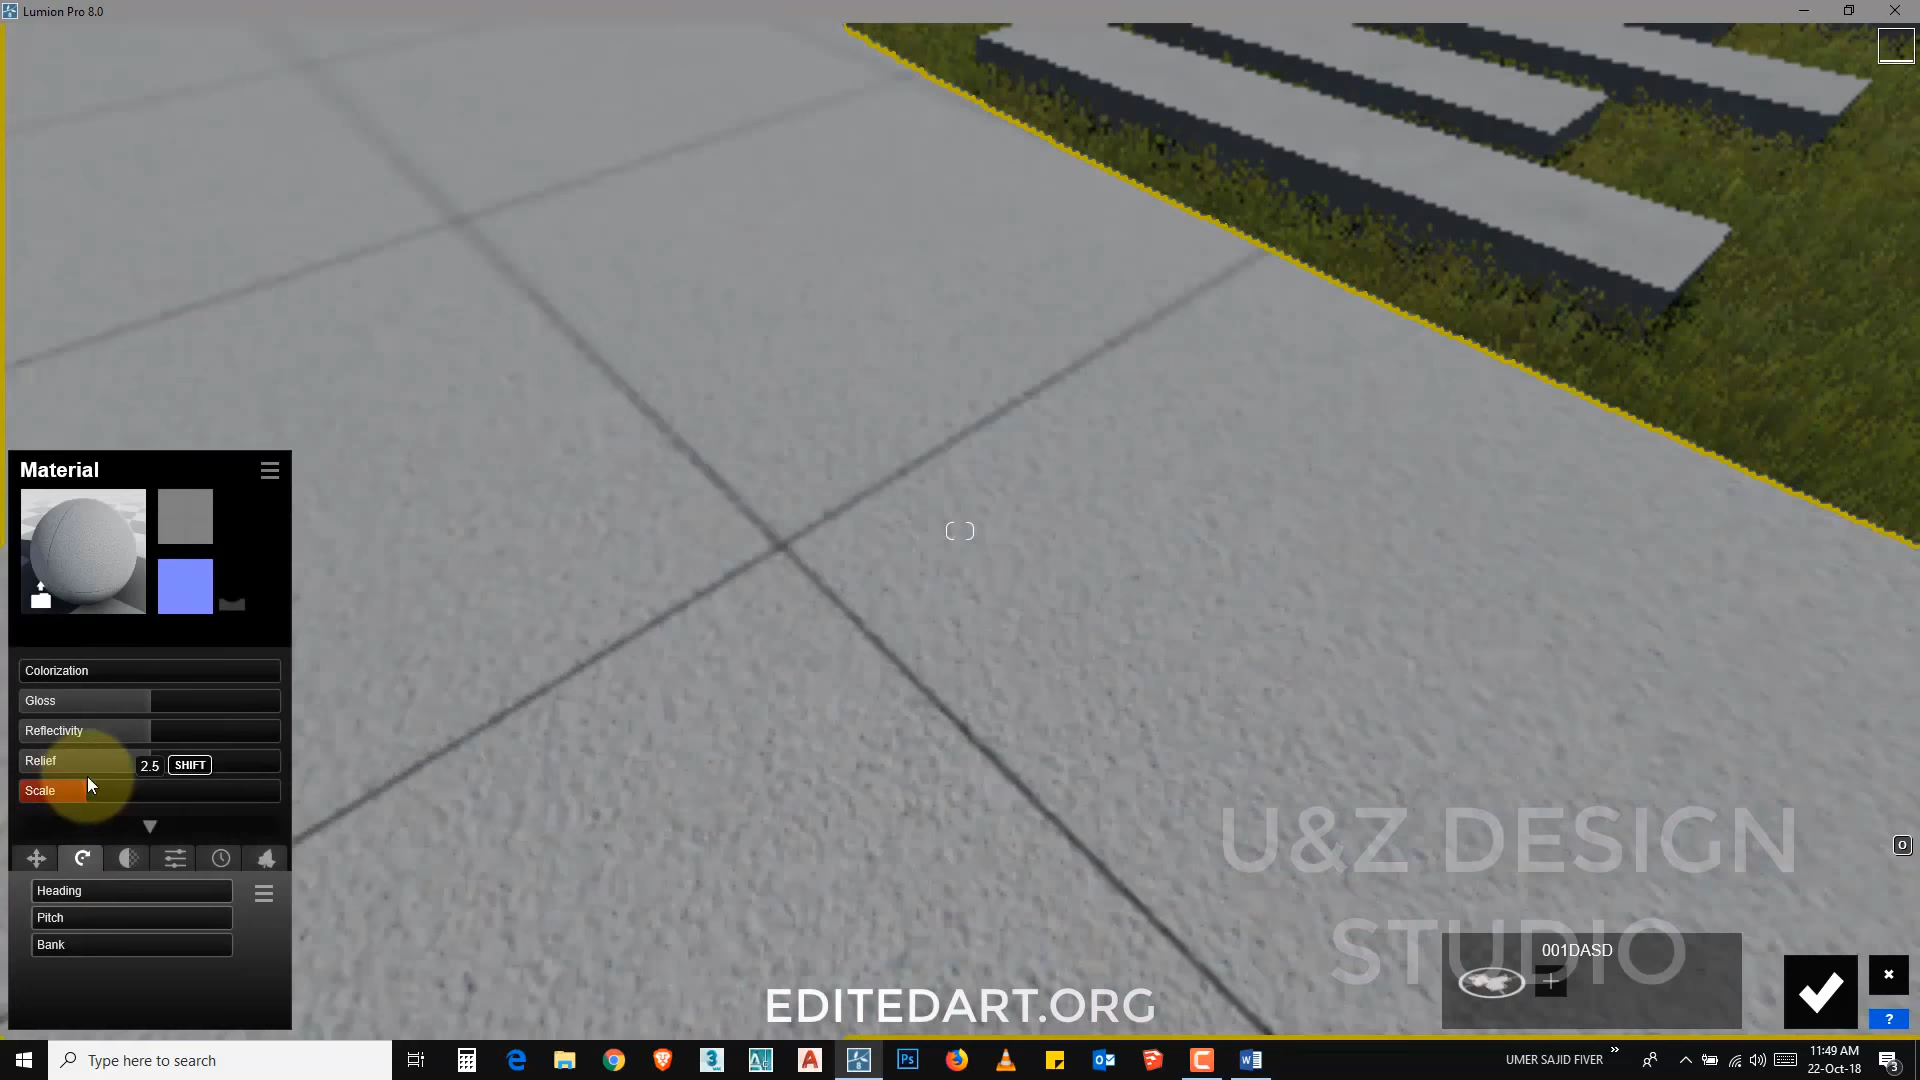 Lumion Pro 8.0
Material
Colorization
Gloss
Reflectivity
Relief
2.5 SHIFT
Scale
Heading
Pitch
Bank
U&Z DESIGN
STUDIO
001DASD
EDITEDART.ORG
O
?
Type here to search
UMER SAJID FIVER
11:49 AM
22-Oct-18
3